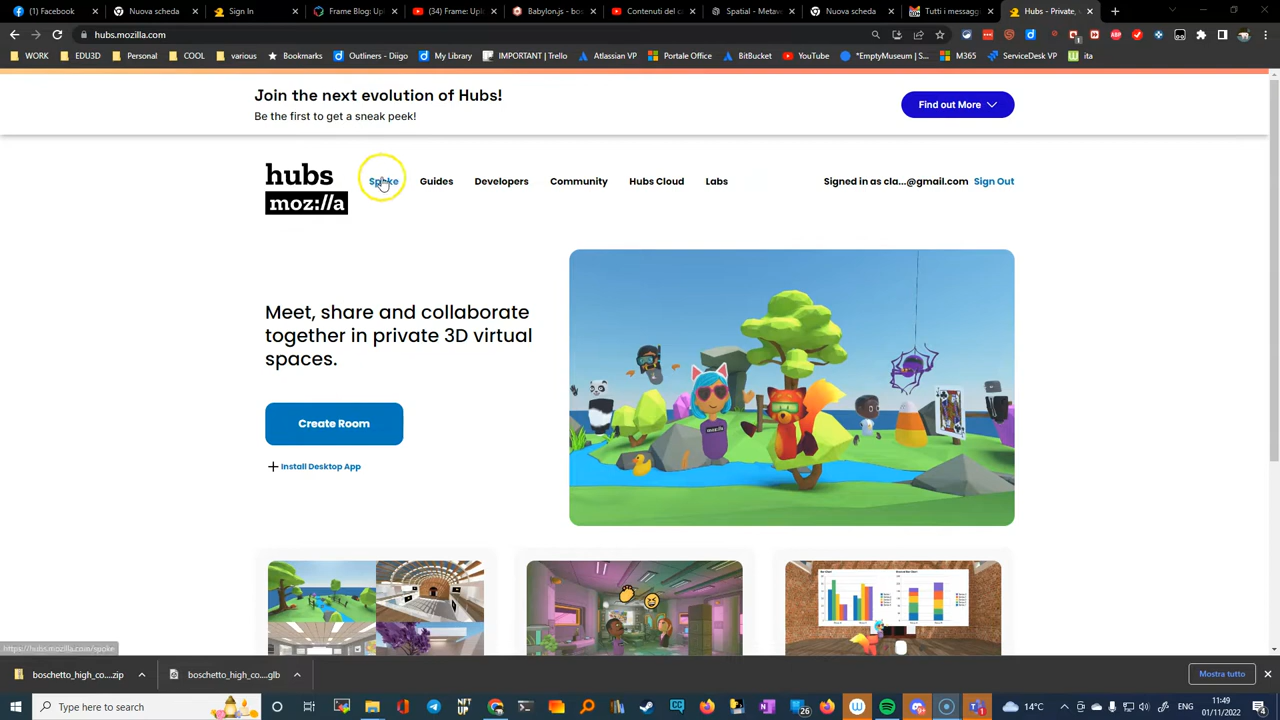 (1) Facebook
Nuova scheda
Sign In
Frame Blog: Up
(34) Frame: Uplo
Babylon.js - bos
Contenuti del ca
Spatial - Metave
Nuova scheda
Tutti i messagg
Hubs - Private,
hubs.mozilla.com
WORK
EDU3D
Personal
COOL
various
Bookmarks
Outliners - Diigo
My Library
IMPORTANT | Trello
Atlassian VP
Portale Office
BitBucket
YouTube
*EmptyMuseum | S...
M365
ServiceDesk VP
ita
Join the next evolution of Hubs!
Be the first to get a sneak peek!
Find out More
hubs
moz://a
Spoke
Guides
Developers
Community
Hubs Cloud
Labs
Signed in as cla...@gmail.com
Sign Out
Meet, share and collaborate
together in private 3D virtual
spaces.
Create Room
Install Desktop App
https://hubs.mozilla.com/spoke
boschetto_high_co....zip
boschetto_high_co....glb
Mostra tutto
Type here to search
14°C
ENG
11:49
01/11/2022